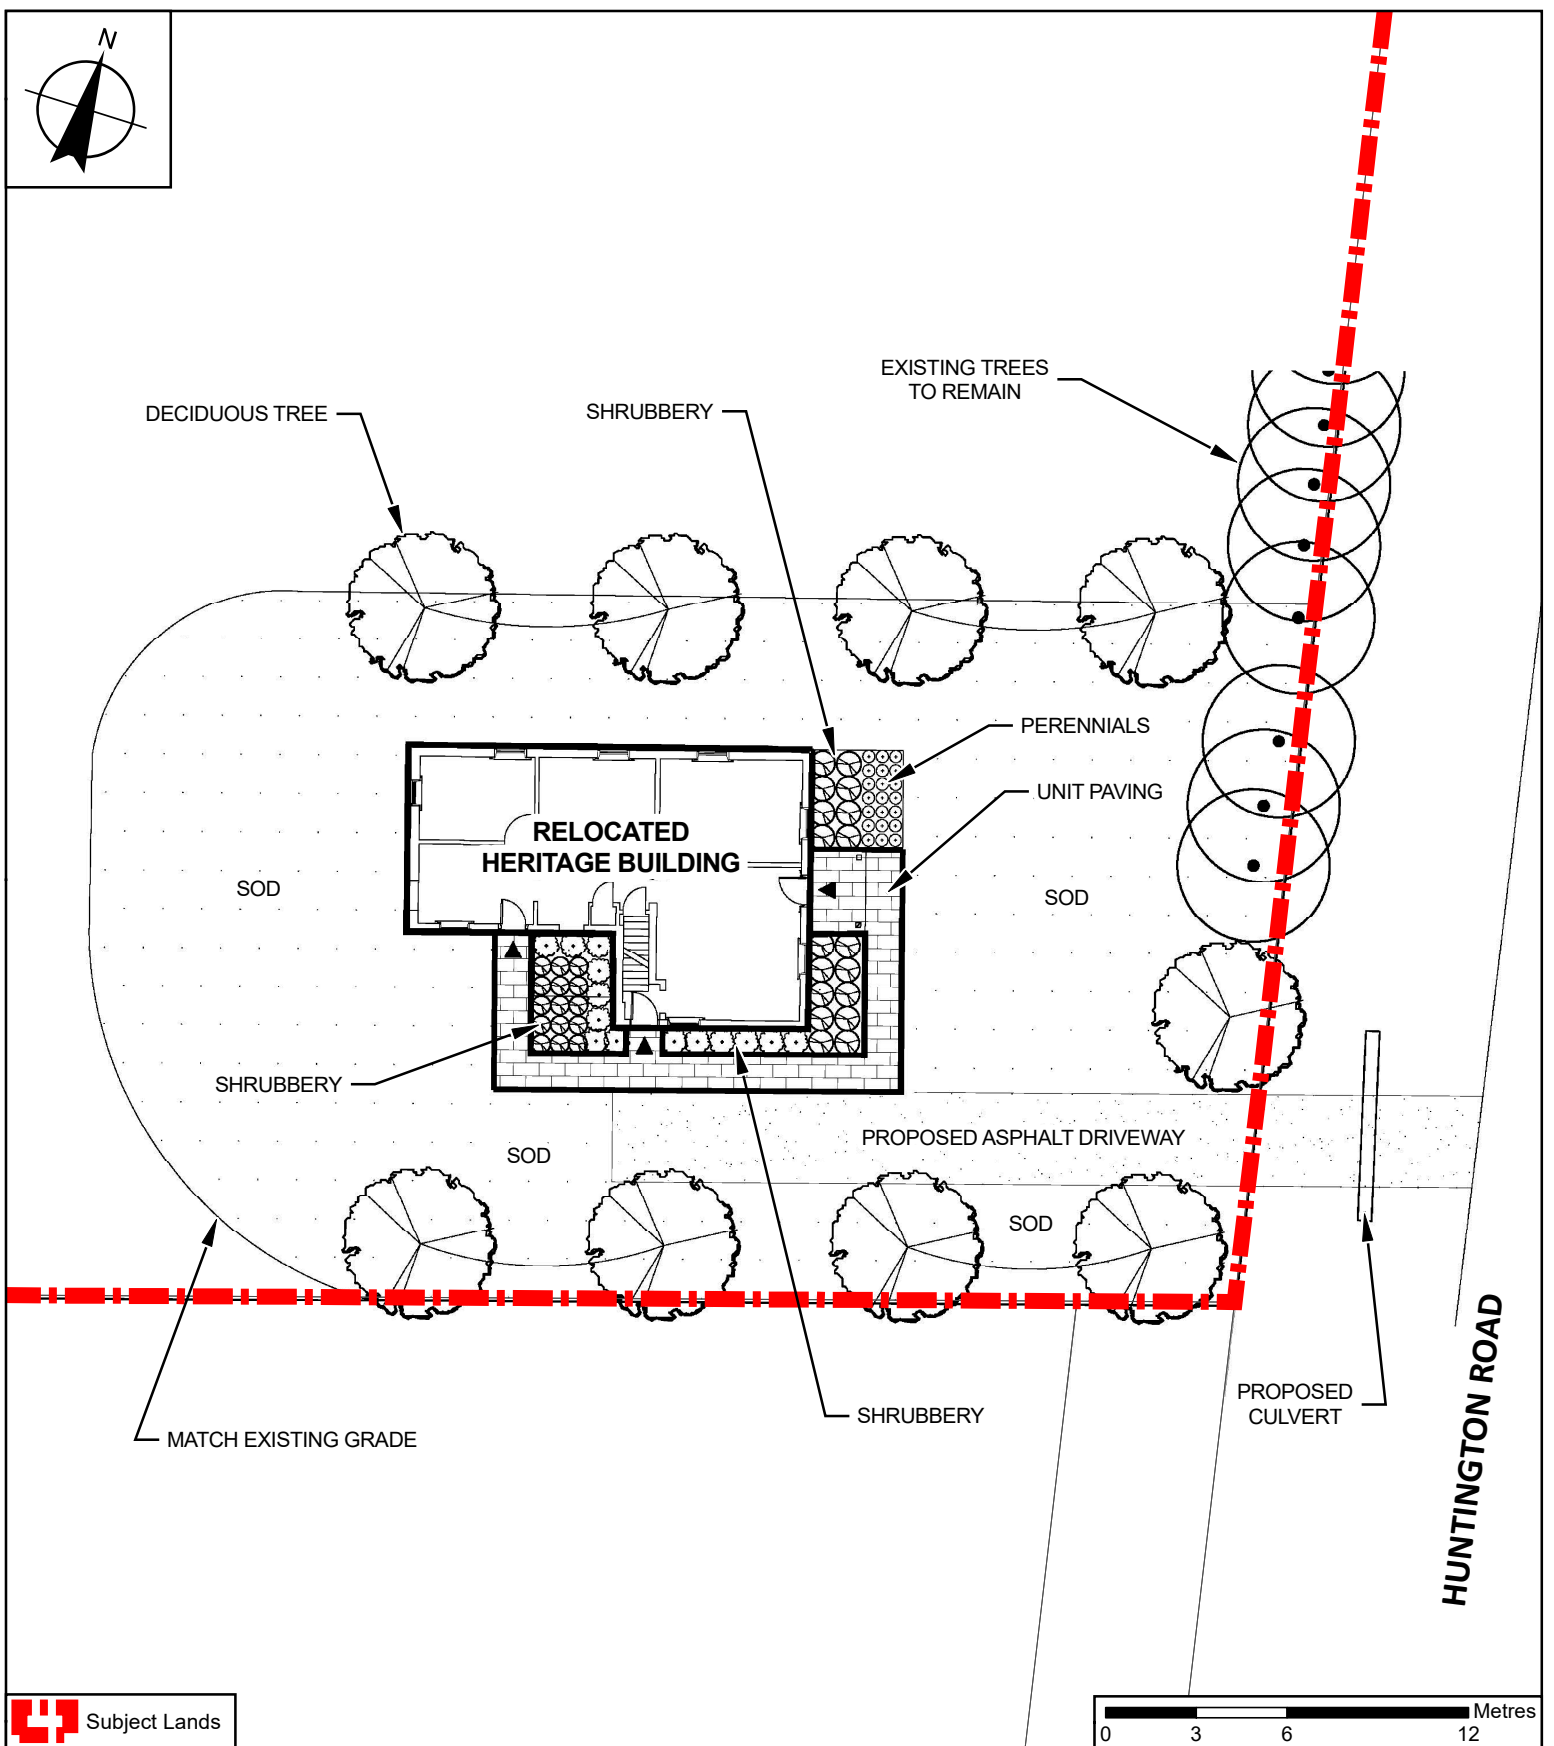 N
EXISTING TREES
TO REMAIN
DECIDUOUS TREE
SHRUBBERY
PERENNIALS
UNIT PAVING
RELOCATED
HERITAGE BUILDING
SOD
SOD
SHRUBBERY
PROPOSED ASPHALT DRIVEWAY
SOD
SOD
PROPOSED
CULVERT
SHRUBBERY
MATCH EXISTING GRADE
HUNTINGTON ROAD
Subject Lands
Metres
0 3 6 12